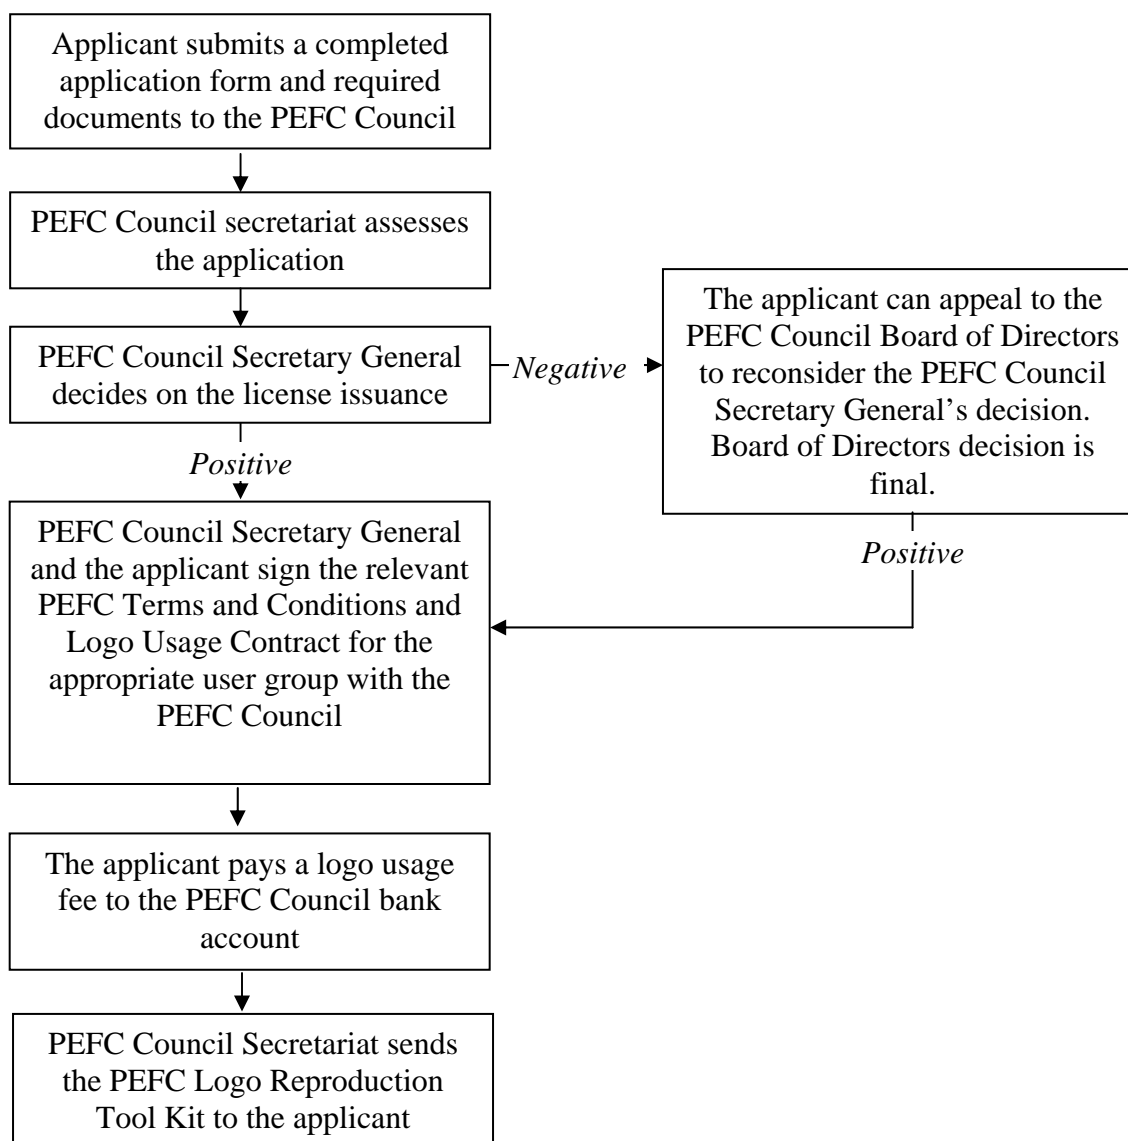 Applicant submits a completed
application form and required
documents to the PEFC Council
PEFC Council secretariat assesses
the application
PEFC Council Secretary General
decides on the license issuance
Negative
The applicant can appeal to the
PEFC Council Board of Directors
to reconsider the PEFC Council
Secretary General’s decision.
Board of Directors decision is
final.
Positive
Positive
PEFC Council Secretary General
and the applicant sign the relevant
PEFC Terms and Conditions and
Logo Usage Contract for the
appropriate user group with the
PEFC Council
The applicant pays a logo usage
fee to the PEFC Council bank
account
PEFC Council Secretariat sends
the PEFC Logo Reproduction
Tool Kit to the applicant